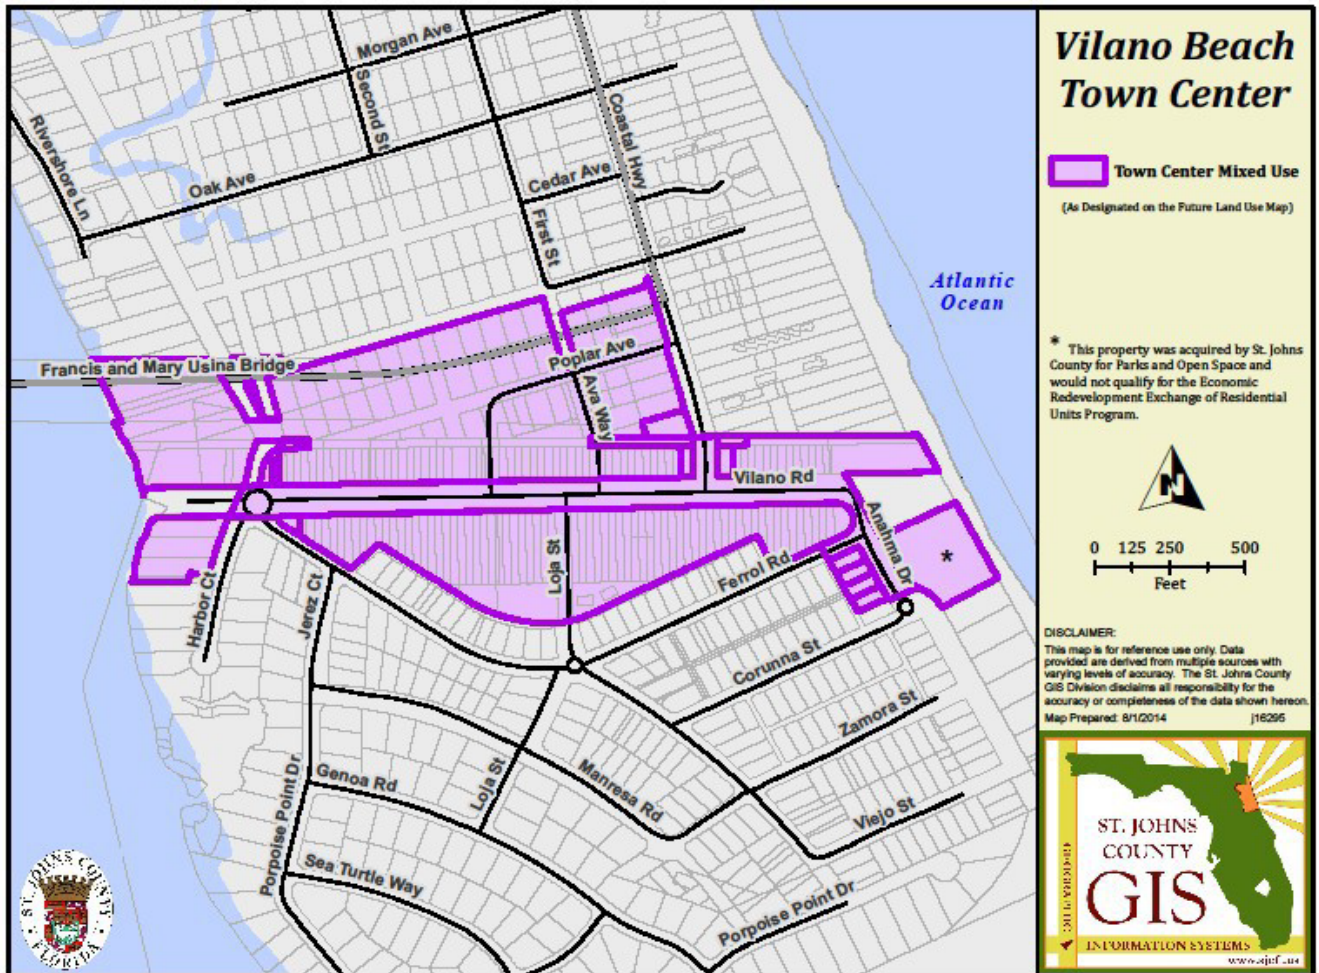 Vilano Beach
Town Center
Town Center Mixed Use
(As Designated on the Future Land Use Map)
* This property was acquired by St. Johns
County for Parks and Open Space and
would not qualify for the Economic
Redevelopment Exchange of Residential
Units Program.
N
0 125 250 500
Feet
DISCLAIMER:
This map is for reference use only. Data
provided are derived from multiple sources with
varying levels of accuracy. The St. Johns County
GIS Division disclaims all responsibility for the
accuracy or completeness of the data shown hereon.
Map Prepared: 8/1/2014 j16295
ST. JOHNS
COUNTY
GIS
GEOGRAPHIC
INFORMATION SYSTEMS
Morgan Ave
Second St
Coastal Hwy
Rivershore Ln
Oak Ave
Cedar Ave
First St
Atlantic
Ocean
Francis and Mary Usina Bridge
Poplar Ave
Ava Way
Vilano Rd
Anahma Dr
*
Loja St
Ferrol Rd
Harbor Ct
Jerez Ct
Corunna St
Zamora St
Porpoise Point Dr
Genoa Rd
Loja St
Manresa Rd
Viejo St
Sea Turtle Way
Porpoise Point Dr
ST. JOHNS COUNTY
FLORIDA